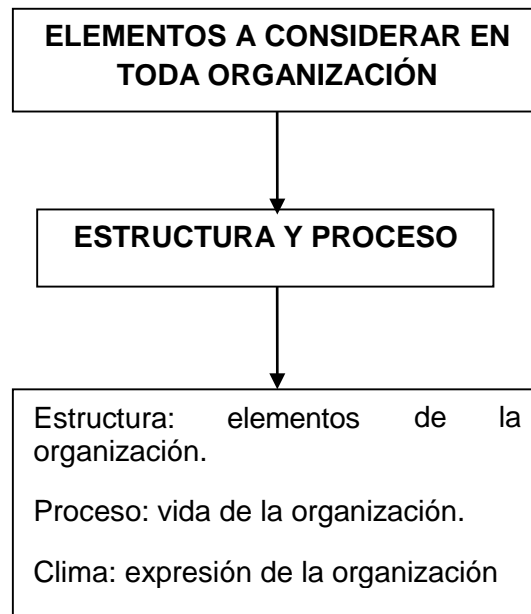 ELEMENTOS A CONSIDERAR EN
TODA ORGANIZACIÓN
ESTRUCTURA Y PROCESO
Estructura: elementos de la
organización.
Proceso: vida de la organización.
Clima: expresión de la organización